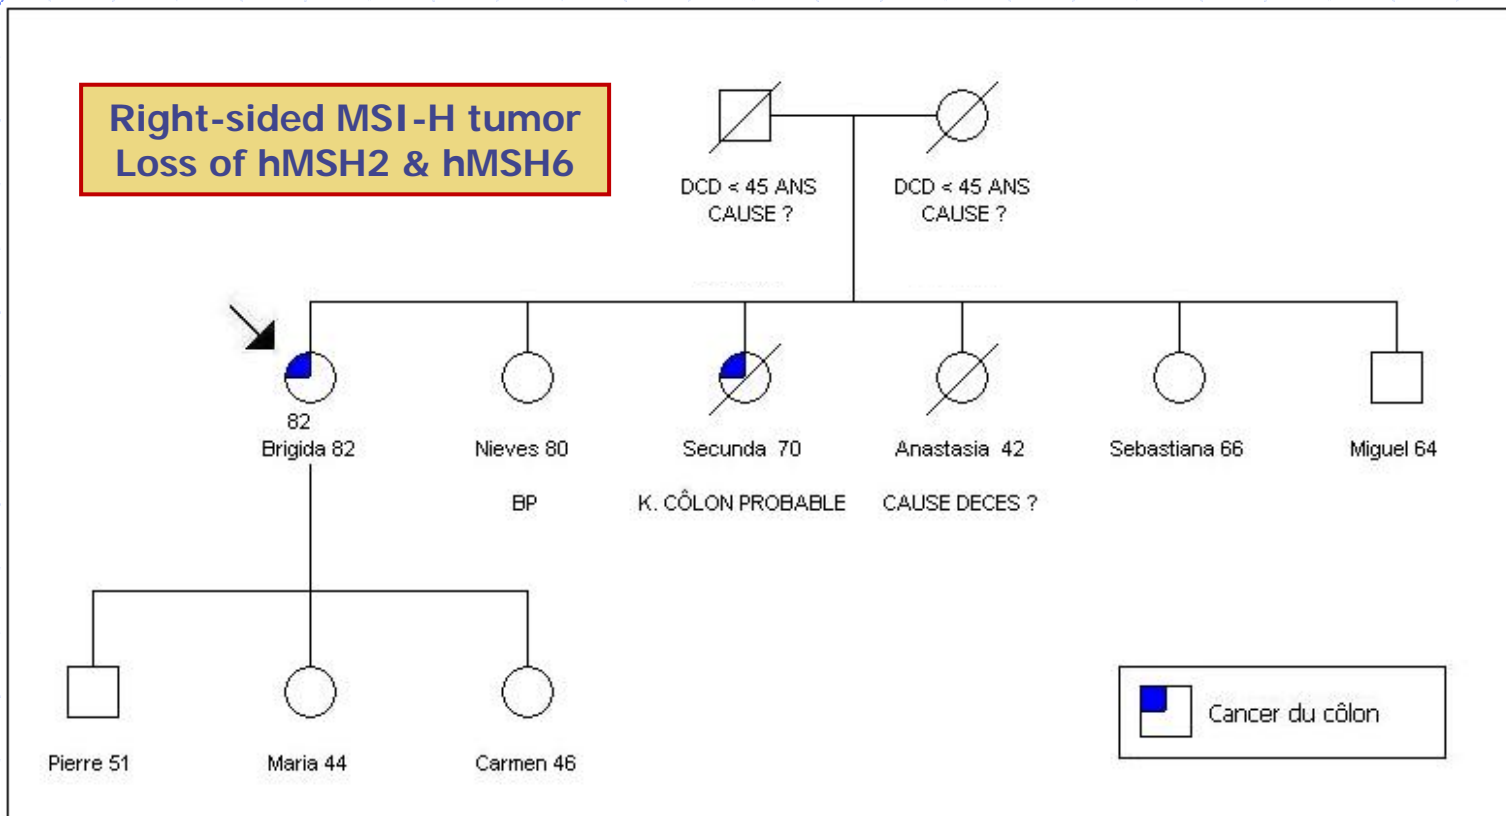 Right-sided MSI-H tumor
Loss of hMSH2 & hMSH6
DCD < 45 ANS
CAUSE ?
DCD < 45 ANS
CAUSE ?
82
Brigida 82
Nieves 80
BP
Secunda 70
K. CÔLON PROBABLE
Anastasia 42
CAUSE DECES ?
Sebastiana 66
Miguel 64
Pierre 51
Maria 44
Carmen 46
Cancer du côlon